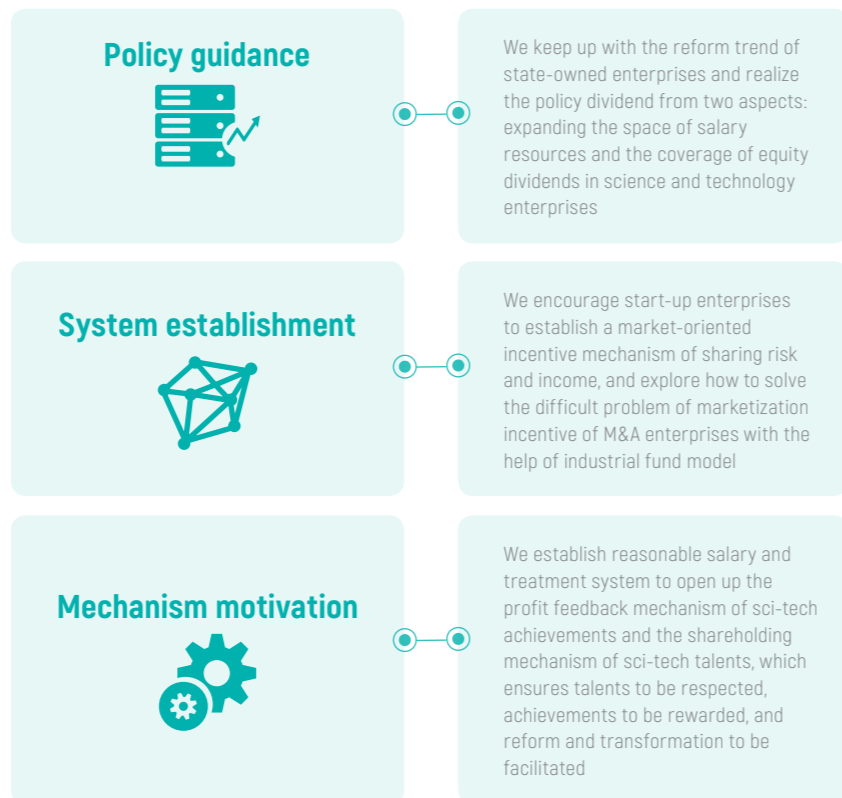 Policy guidance
We keep up with the reform trend of
state-owned enterprises and realize
the policy dividend from two aspects:
expanding the space of salary
resources and the coverage of equity
dividends in science and technology
enterprises
System establishment
We encourage start-up enterprises
to establish a market-oriented
incentive mechanism of sharing risk
and income, and explore how to solve
the difficult problem of marketization
incentive of M&A enterprises with the
help of industrial fund model
Mechanism motivation
We establish reasonable salary and
treatment system to open up the
profit feedback mechanism of sci-tech
achievements and the shareholding
mechanism of sci-tech talents, which
ensures talents to be respected,
achievements to be rewarded, and
reform and transformation to be
facilitated